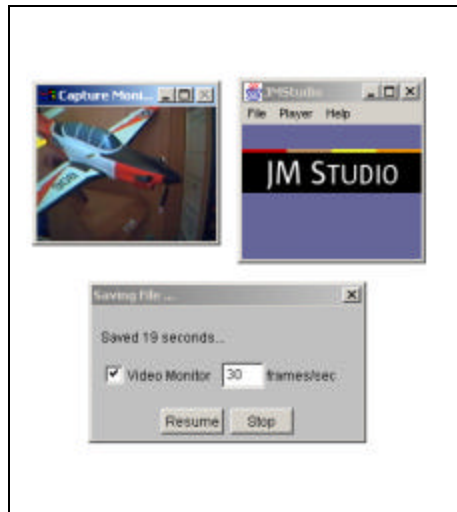 Capture Moni...
JMStudio
File Player Help
JM STUDIO
Saving File ...
Saved 19 seconds...
Video Monitor 30 frames/sec
Resume Stop